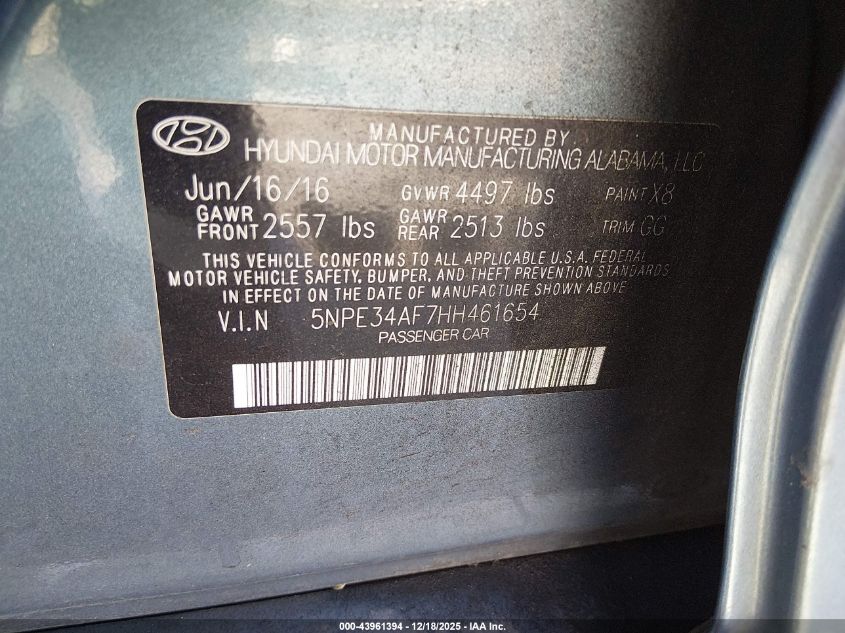 MANUFACTURED BY
HYUNDAI MOTOR MANUFACTURING ALABAMA, LLC
Jun/16/16 GVWR 4497 lbs PAINT X8
GAWR FRONT 2557 lbs GAWR REAR 2513 lbs TRIM GG
THIS VEHICLE CONFORMS TO ALL APPLICABLE U.S.A. FEDERAL
MOTOR VEHICLE SAFETY, BUMPER, AND THEFT PREVENTION STANDARDS
IN EFFECT ON THE DATE OF MANUFACTURE SHOWN ABOVE
V.I.N 5NPE34AF7HH461654
PASSENGER CAR
000-43961394 - 12/18/2025 - IAA Inc.